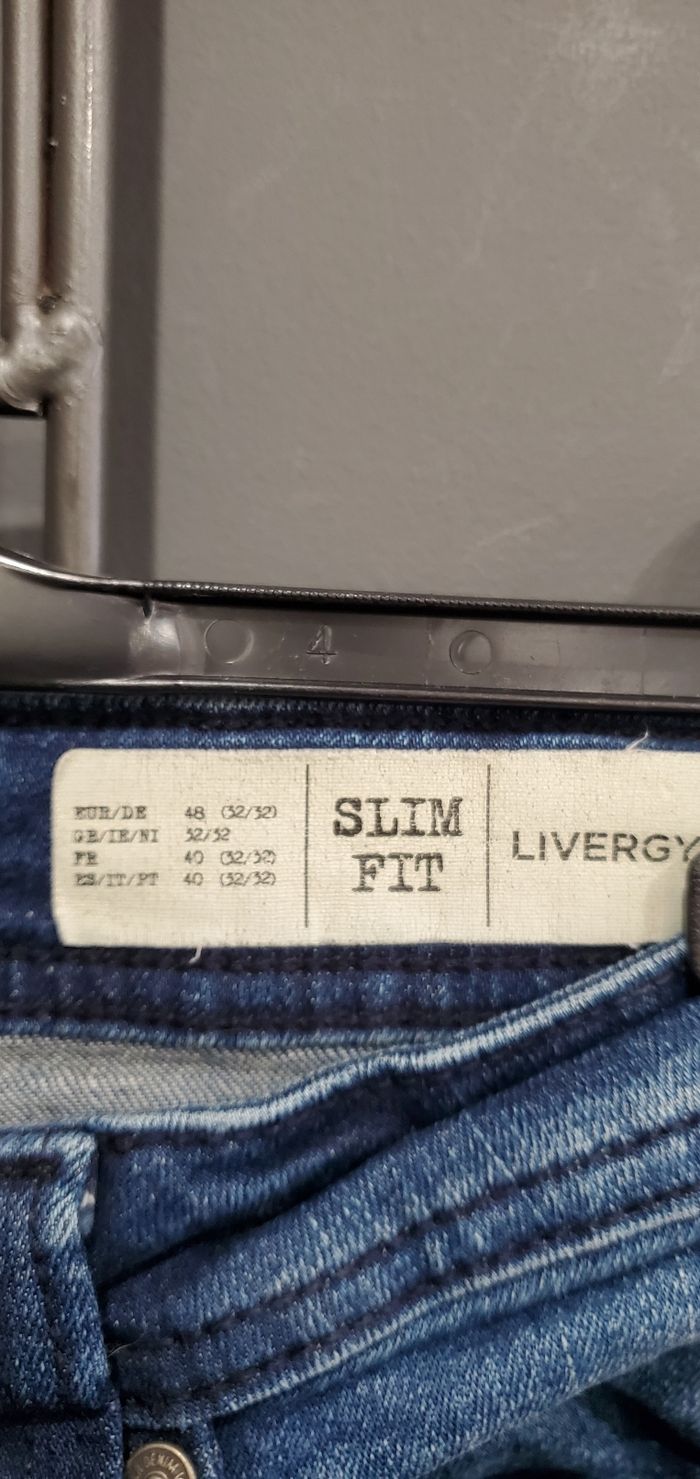 4
EUR/DE 48 (32/32)
GB/IE/NI 32/32
FR 40 (32/32)
ES/IT/PT 40 (32/32)
SLIM
FIT
LIVERGY
DENIM